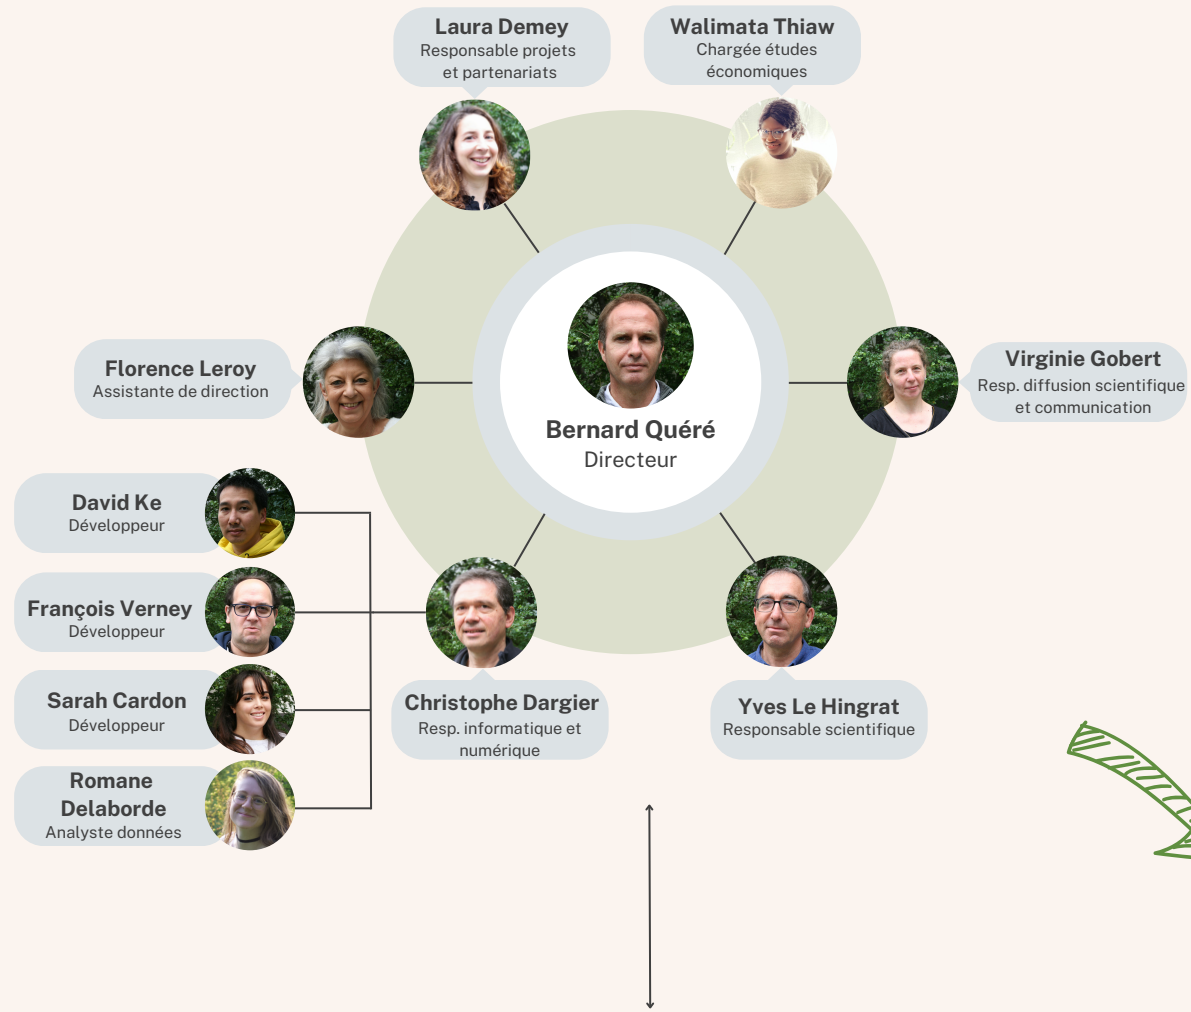 Laura Demey
Responsable projets
et partenariats
Walimata Thiaw
Chargée études
économiques
Florence Leroy
Assistante de direction
Bernard Quéré
Directeur
Virginie Gobert
Resp. diffusion scientifique
et communication
David Ke
Développeur
François Verney
Développeur
Sarah Cardon
Développeur
Romane
Delaborde
Analyste données
Christophe Dargier
Resp. informatique et
numérique
Yves Le Hingrat
Responsable scientifique